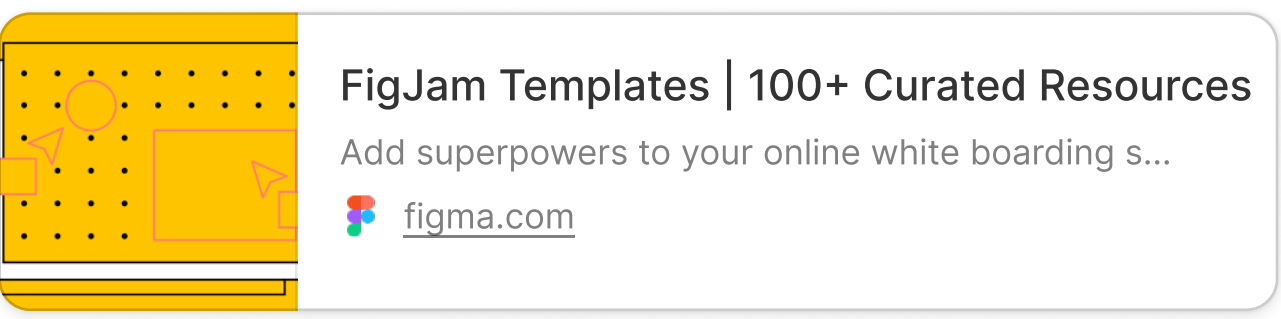 FigJam Templates | 100+ Curated Resources
Add superpowers to your online white boarding s...
figma.com